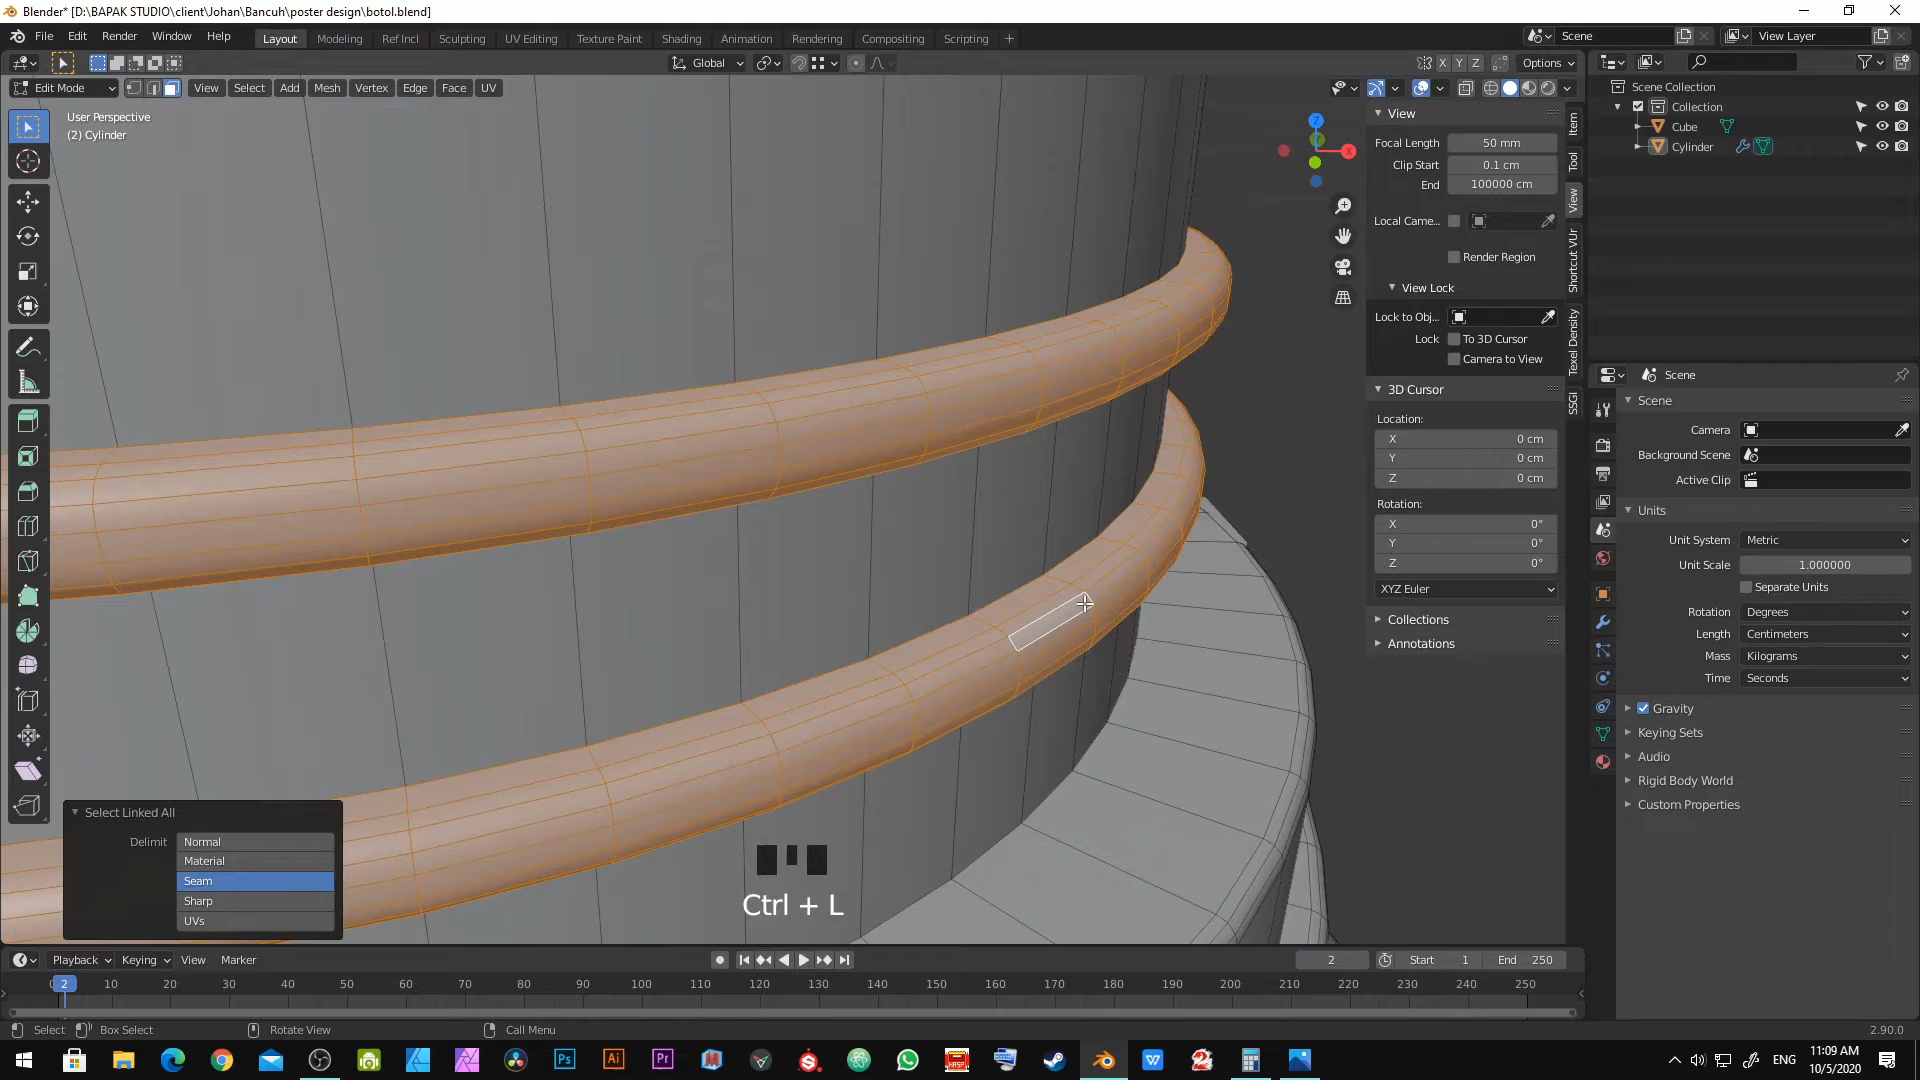 Blender* [D:\BAPAK STUDIO\client\Johan\Bancuh\poster design\botol.blend]
File Edit Render Window Help
Layout Modeling Ref Incl Sculpting UV Editing Texture Paint Shading Animation Rendering Compositing Scripting +
Scene
View Layer
Global
X Y Z
Options
Edit Mode
View Select Add Mesh Vertex Edge Face UV
User Perspective
(2) Cylinder
Z
X
View
Focal Length 50 mm
Clip Start 0.1 cm
End 100000 cm
Local Came...
Render Region
View Lock
Lock to Obj...
Lock To 3D Cursor
Camera to View
3D Cursor
Location:
X 0 cm
Y 0 cm
Z 0 cm
Rotation:
X 0°
Y 0°
Z 0°
XYZ Euler
Collections
Annotations
Item
Tool
View
Shortcut VUr
Texel Density
SSGI
Scene Collection
Collection
Cube
Cylinder
Scene
Scene
Camera
Background Scene
Active Clip
Units
Unit System Metric
Unit Scale 1.000000
Separate Units
Rotation Degrees
Length Centimeters
Mass Kilograms
Time Seconds
Gravity
Keying Sets
Audio
Rigid Body World
Custom Properties
Select Linked All
Delimit Normal
Material
Seam
Sharp
UVs
Ctrl + L
Playback Keying View Marker
2
Start 1
End 250
0 2 10 20 30 40 50 60 70 80 90 100 110 120 130 140 150 160 170 180 190 200 210 220 230 240 250
Select Box Select Rotate View Call Menu
2.90.0
Ps Ai Pr
ENG
11:09 AM
10/5/2020